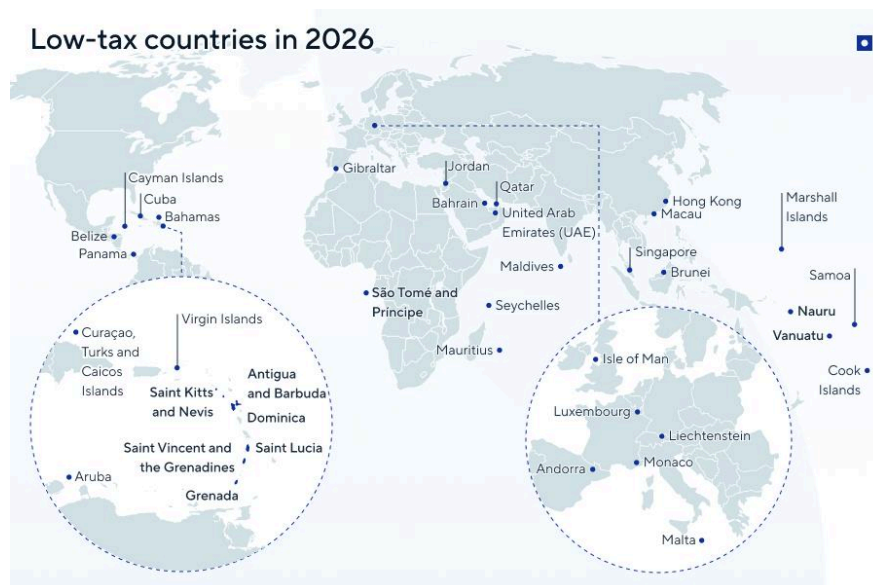 Low-tax countries in 2026
Cayman Islands
Cuba
Bahamas
Belize
Panama
Gibraltar
Jordan
Qatar
Bahrain
United Arab
Emirates (UAE)
Maldives
São Tomé and
Príncipe
Seychelles
Mauritius
Hong Kong
Macau
Singapore
Brunei
Marshall
Islands
Samoa
Nauru
Vanuatu
Cook
Islands
Curaçao,
Turks and
Caicos
Islands
Virgin Islands
Antigua
and Barbuda
Saint Kitts
and Nevis
Dominica
Saint Vincent and
the Grenadines
Saint Lucia
Grenada
Aruba
Isle of Man
Luxembourg
Liechtenstein
Andorra
Monaco
Malta